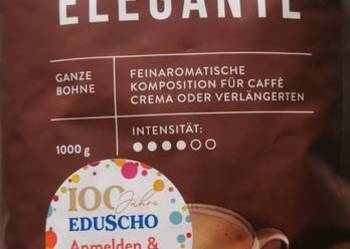 ELEGANTE
GANZE
BOHNE
FEINAROMATISCHE
KOMPOSITION FÜR CAFFÈ
CREMA ODER VERLÄNGERTEN
1000 g
INTENSITÄT:
100 Jahre
EDUSCHO
Anmelden &